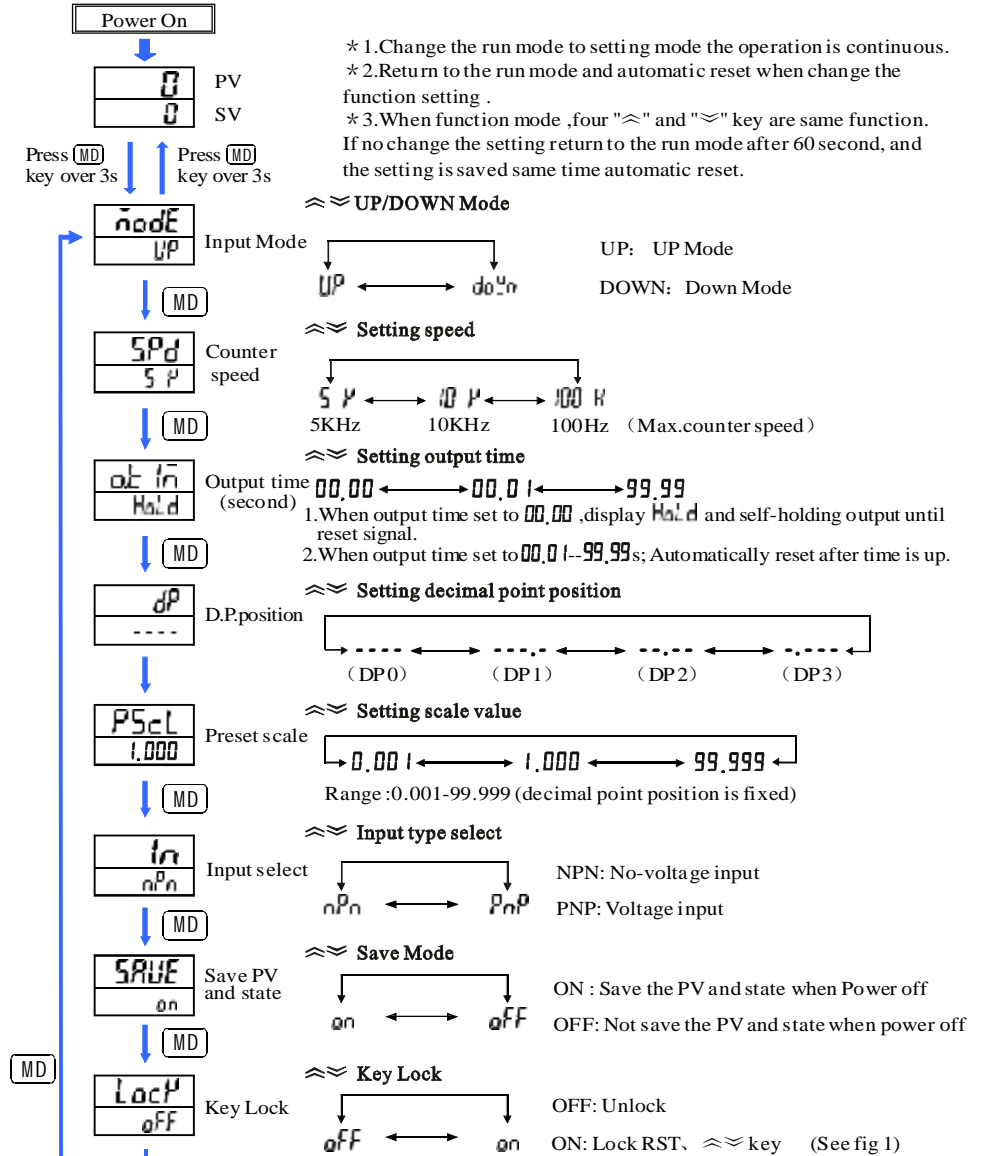 Power On
0 PV
0 SV
*1.Change the run mode to setting mode the operation is continuous.
*2.Return to the run mode and automatic reset when change the
function setting .
*3.When function mode ,four "︽" and "︾" key are same function.
If no change the setting return to the run mode after 60 second, and
the setting is saved same time automatic reset.
Press MD
key over 3s
Press MD
key over 3s
modE
UP
Input Mode
︽︾UP/DOWN Mode
UP
doYn
UP: UP Mode
DOWN: Down Mode
MD
SPd
5 K
Counter
speed
︽︾ Setting speed
5 K 10 K 100 H
5KHz 10KHz 100Hz (Max.counter speed)
MD
otIm
HoLd
Output time
(second)
︽︾ Setting output time
00.00 00.01 99.99
1.When output time set to 00.00 ,display HoLd and self-holding output until
reset signal.
2.When output time set to 00.01--99.99s; Automatically reset after time is up.
MD
dP
----
D.P.position
︽︾ Setting decimal point position
---- ---.- --.-- -.---
(DP0) (DP1) (DP2) (DP3)
PScL
1.000
Preset scale
︽︾ Setting scale value
0.001 1.000 99.999
Range :0.001-99.999 (decimal point position is fixed)
MD
In
nPn
Input select
︽︾ Input type select
nPn PnP
NPN: No-voltage input
PNP: Voltage input
MD
SAVE
on
Save PV
and state
︽︾ Save Mode
on oFF
ON : Save the PV and state when Power off
OFF: Not save the PV and state when power off
MD
MD
LocK
oFF
Key Lock
︽︾ Key Lock
oFF on
OFF: Unlock
ON: Lock RST、︽︾ key (See fig 1)